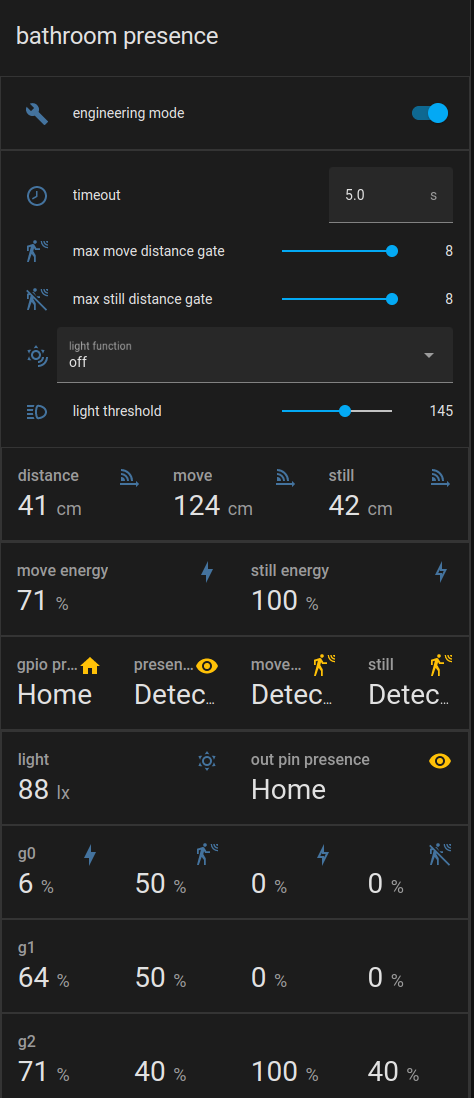 bathroom presence
engineering mode
timeout 5.0 s
max move distance gate 8
max still distance gate 8
light function
off
light threshold 145
distance move still
41 cm 124 cm 42 cm
move energy still energy
71 % 100 %
gpio pr... presen... move... still
Home Detec... Detec... Detec...
light out pin presence
88 lx Home
g0
6 % 50 % 0 % 0 %
g1
64 % 50 % 0 % 0 %
g2
71 % 40 % 100 % 40 %